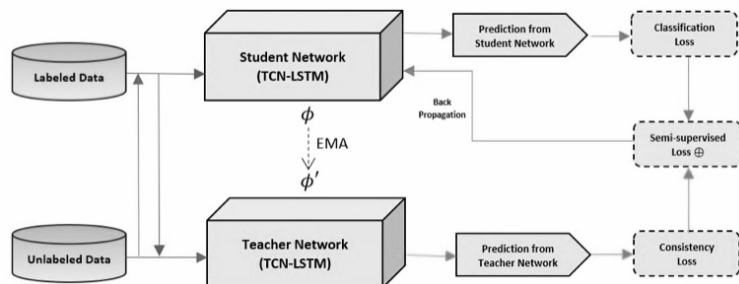 Labeled Data
Student Network
(TCN-LSTM)
Prediction from
Student Network
Classification
Loss
Back
Propagation
Semi-supervised
Loss ⊕
ϕ
EMA
ϕ′
Unlabeled Data
Teacher Network
(TCN-LSTM)
Prediction from
Teacher Network
Consistency
Loss